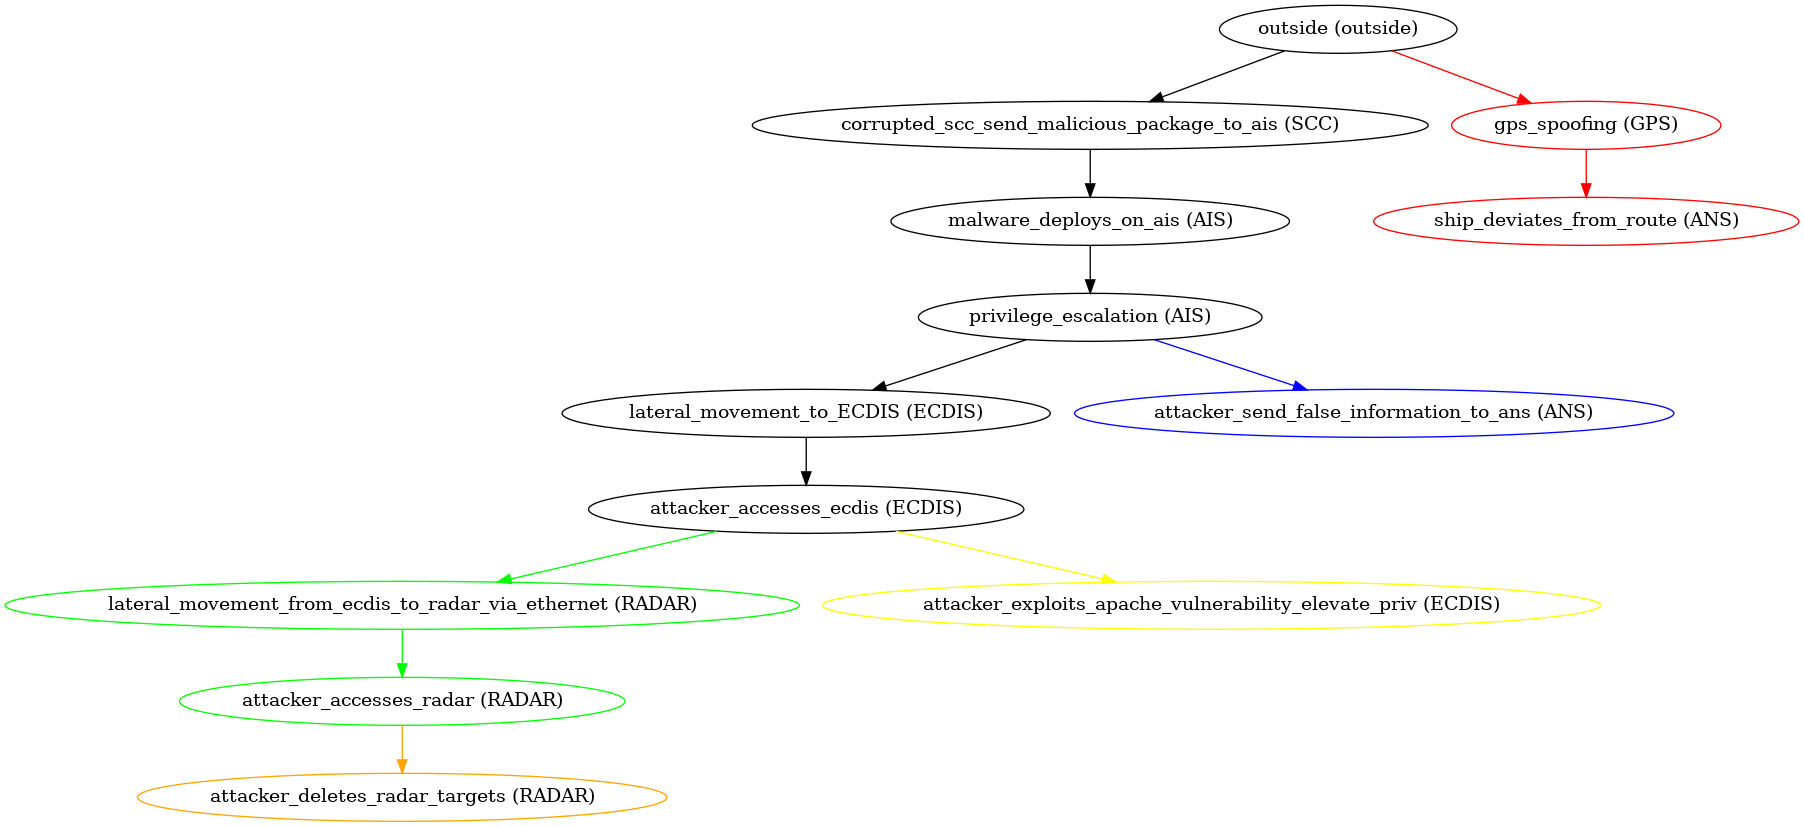 outside (outside)
corrupted_scc_send_malicious_package_to_ais (SCC)
gps_spoofing (GPS)
malware_deploys_on_ais (AIS)
ship_deviates_from_route (ANS)
privilege_escalation (AIS)
lateral_movement_to_ECDIS (ECDIS)
attacker_send_false_information_to_ans (ANS)
attacker_accesses_ecdis (ECDIS)
lateral_movement_from_ecdis_to_radar_via_ethernet (RADAR)
attacker_exploits_apache_vulnerability_elevate_priv (ECDIS)
attacker_accesses_radar (RADAR)
attacker_deletes_radar_targets (RADAR)